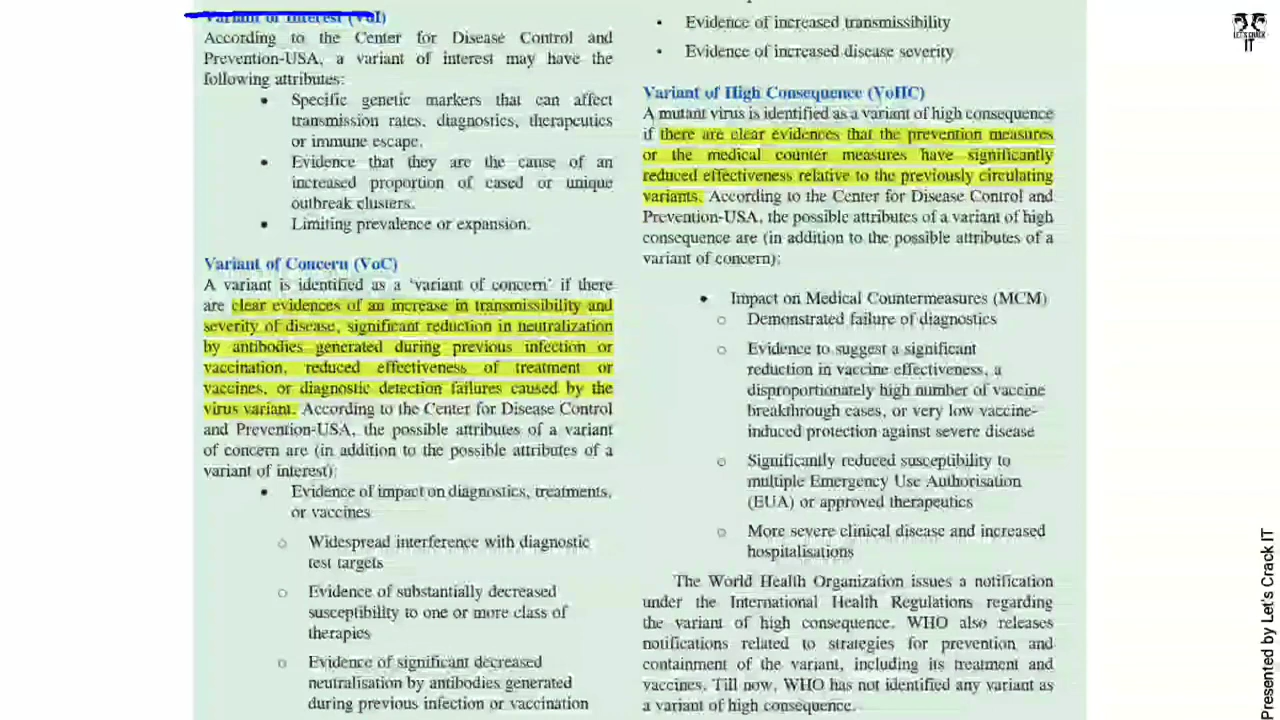 Variant of Interest (VoI)
According to the Center for Disease Control and
Prevention-USA, a variant of interest may have the
following attributes:
• Specific genetic markers that can affect
transmission rates, diagnostics, therapeutics
or immune escape.
• Evidence that they are the cause of an
increased proportion of cased or unique
outbreak clusters.
• Limiting prevalence or expansion.
Variant of Concern (VoC)
A variant is identified as a ‘variant of concern’ if there
are clear evidences of an increase in transmissibility and
severity of disease, significant reduction in neutralization
by antibodies generated during previous infection or
vaccination, reduced effectiveness of treatment or
vaccines, or diagnostic detection failures caused by the
virus variant. According to the Center for Disease Control
and Prevention-USA, the possible attributes of a variant
of concern are (in addition to the possible attributes of a
variant of interest):
• Evidence of impact on diagnostics, treatments,
or vaccines
○ Widespread interference with diagnostic
test targets
○ Evidence of substantially decreased
susceptibility to one or more class of
therapies
○ Evidence of significant decreased
neutralisation by antibodies generated
during previous infection or vaccination
• Evidence of increased transmissibility
• Evidence of increased disease severity
Variant of High Consequence (VoHC)
A mutant virus is identified as a variant of high consequence
if there are clear evidences that the prevention measures
or the medical counter measures have significantly
reduced effectiveness relative to the previously circulating
variants. According to the Center for Disease Control and
Prevention-USA, the possible attributes of a variant of high
consequence are (in addition to the possible attributes of a
variant of concern):
• Impact on Medical Countermeasures (MCM)
○ Demonstrated failure of diagnostics
○ Evidence to suggest a significant
reduction in vaccine effectiveness, a
disproportionately high number of vaccine
breakthrough cases, or very low vaccine-
induced protection against severe disease
○ Significantly reduced susceptibility to
multiple Emergency Use Authorisation
(EUA) or approved therapeutics
○ More severe clinical disease and increased
hospitalisations
The World Health Organization issues a notification
under the International Health Regulations regarding
the variant of high consequence. WHO also releases
notifications related to strategies for prevention and
containment of the variant, including its treatment and
vaccines. Till now, WHO has not identified any variant as
a variant of high consequence.
LET'S CRACK
IT
Presented by Let's Crack IT